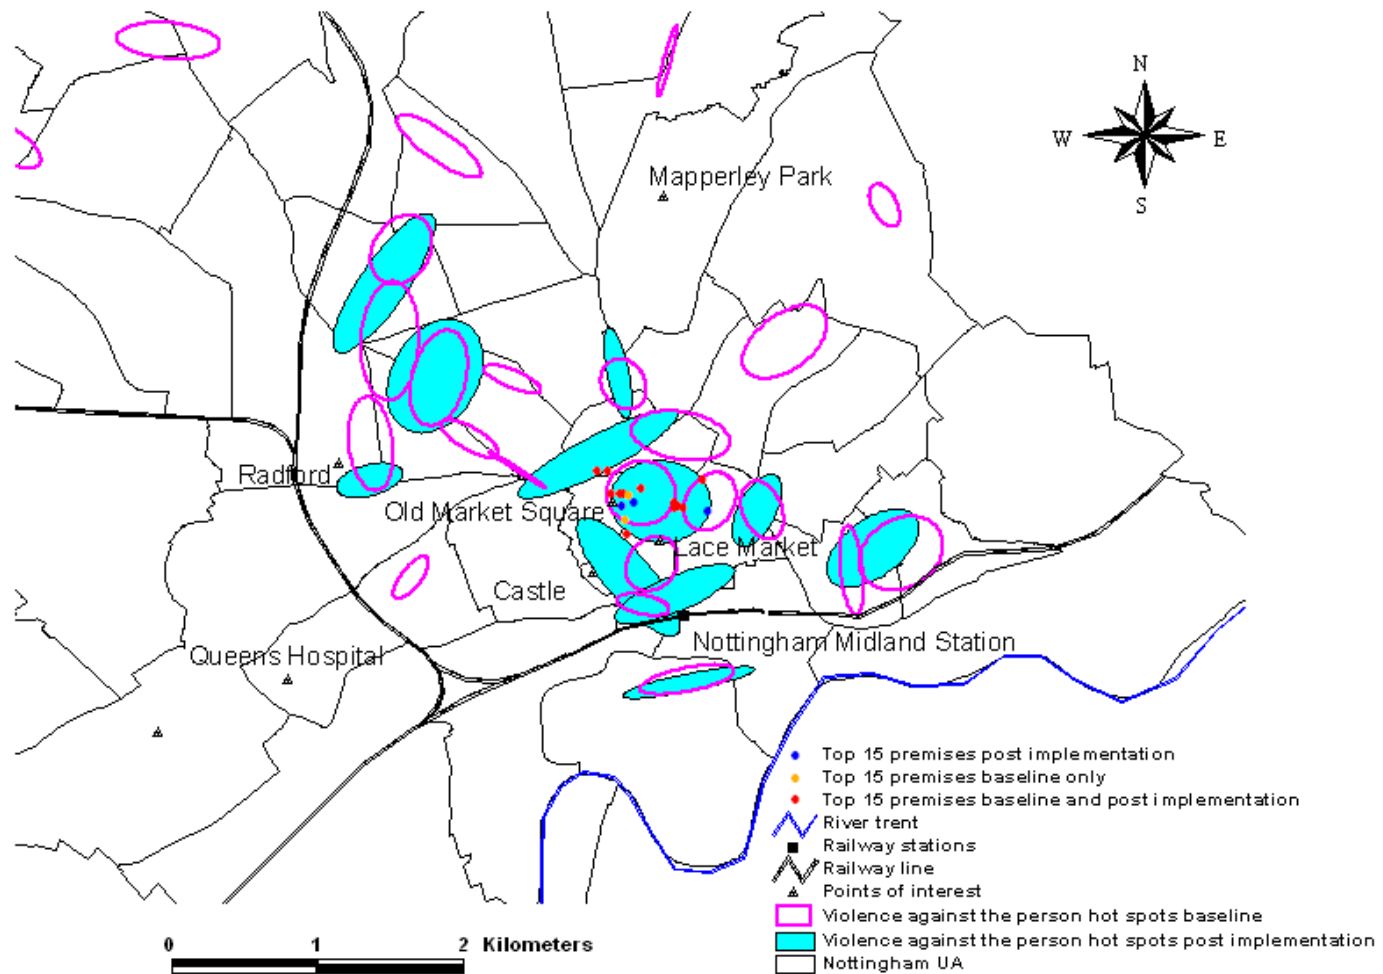 N
W
E
S
Mapperley Park
Radford
Old Market Square
Lace Market
Castle
Nottingham Midland Station
Queens Hospital
Top 15 premises post implementation
Top 15 premises baseline only
Top 15 premises baseline and post implementation
River trent
Railway stations
Railway line
Points of interest
Violence against the person hot spots baseline
Violence against the person hot spots post implementation
Nottingham UA
0 1 2 Kilometers